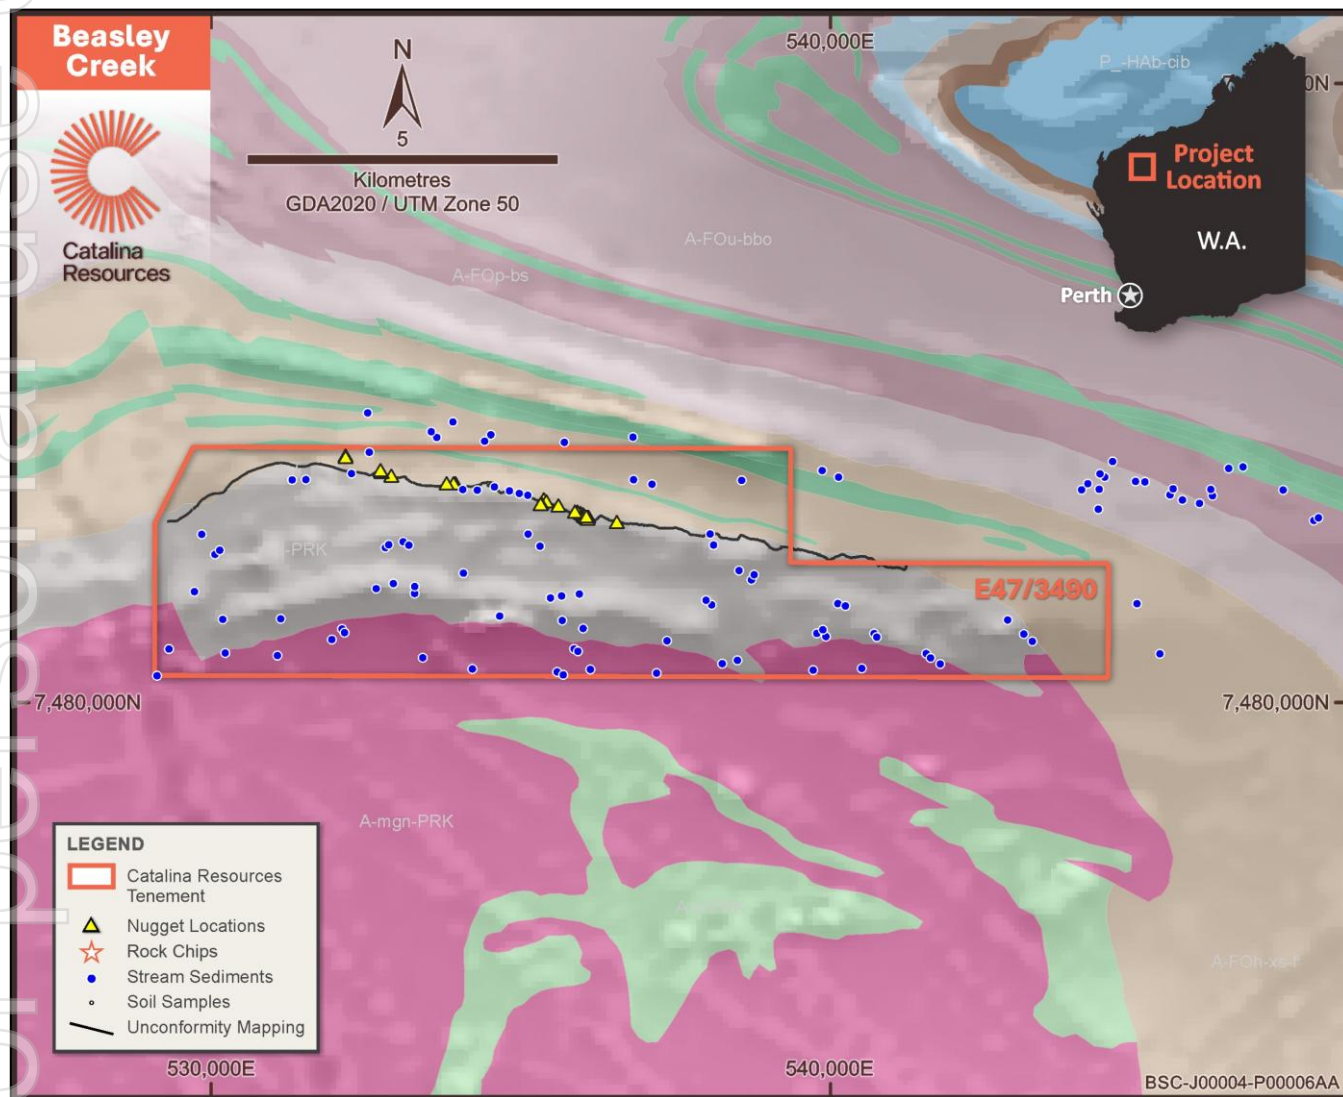 Beasley
Creek
Catalina
Resources
N
5
Kilometres
GDA2020 / UTM Zone 50
540,000E
P_-HAb-cib
Project
Location
W.A.
Perth
A-FOu-bbo
A-FOp-bs
-PRK
E47/3490
7,480,000N
7,480,000N
A-mgn-PRK
A-FOh-xs-f
LEGEND
Catalina Resources
Tenement
Nugget Locations
Rock Chips
Stream Sediments
Soil Samples
Unconformity Mapping
530,000E
540,000E
BSC-J00004-P00006AA